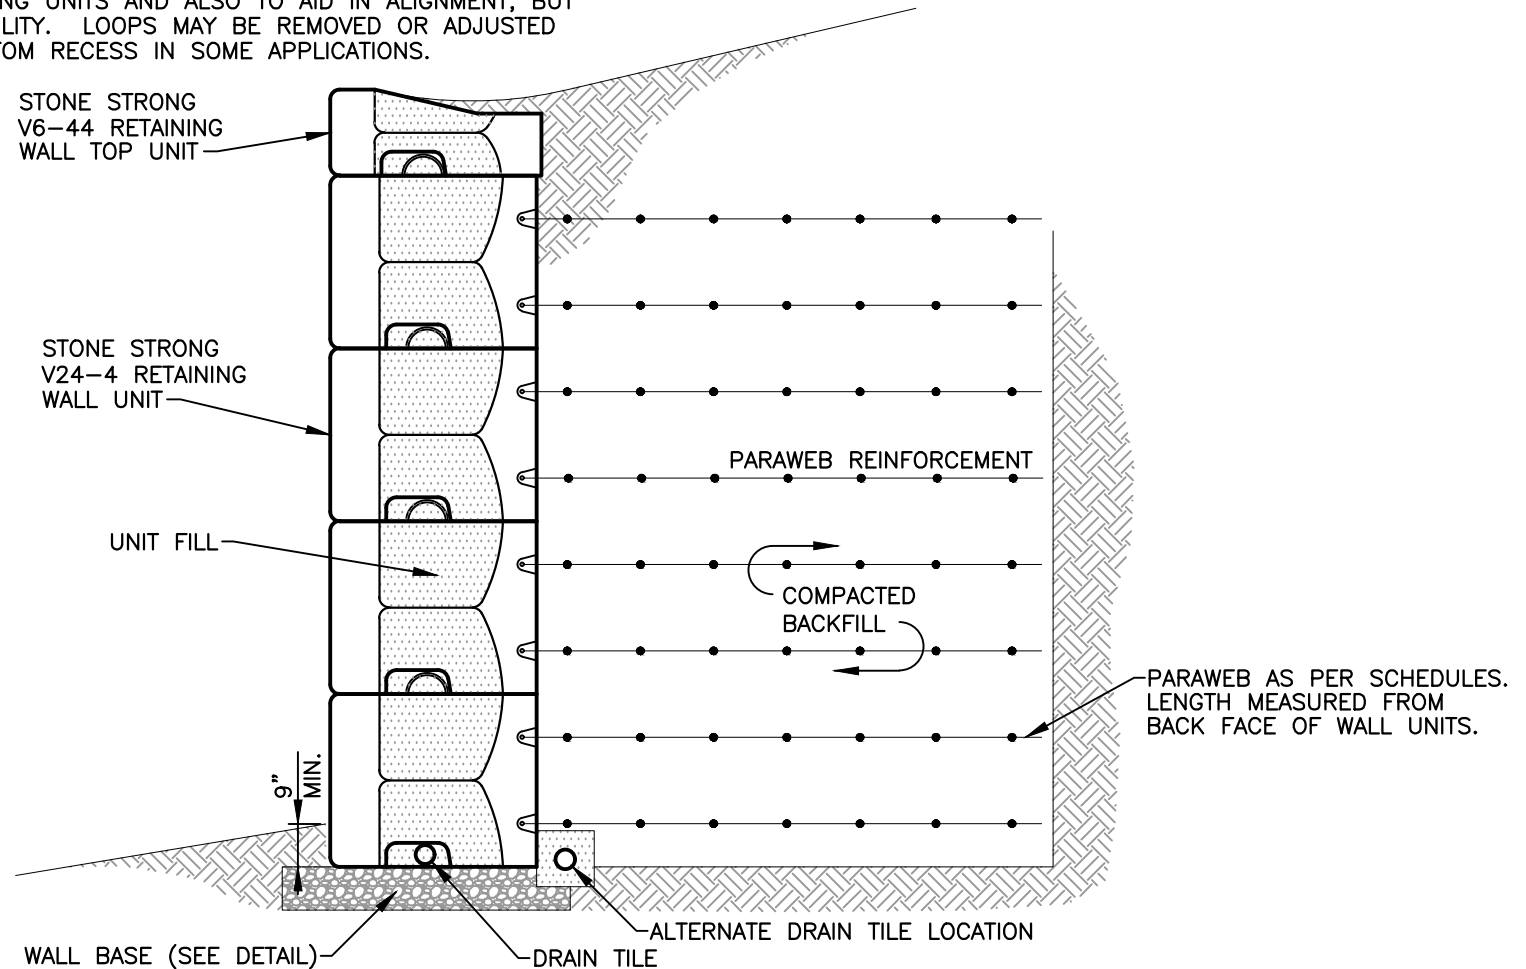 NG UNITS AND ALSO TO AID IN ALIGNMENT, BUT
LITY. LOOPS MAY BE REMOVED OR ADJUSTED
TOM RECESS IN SOME APPLICATIONS.
STONE STRONG
V6-44 RETAINING
WALL TOP UNIT
STONE STRONG
V24-4 RETAINING
WALL UNIT
PARAWEB REINFORCEMENT
UNIT FILL
COMPACTED
BACKFILL
PARAWEB AS PER SCHEDULES.
LENGTH MEASURED FROM
BACK FACE OF WALL UNITS.
9"
MIN.
ALTERNATE DRAIN TILE LOCATION
WALL BASE (SEE DETAIL)
DRAIN TILE